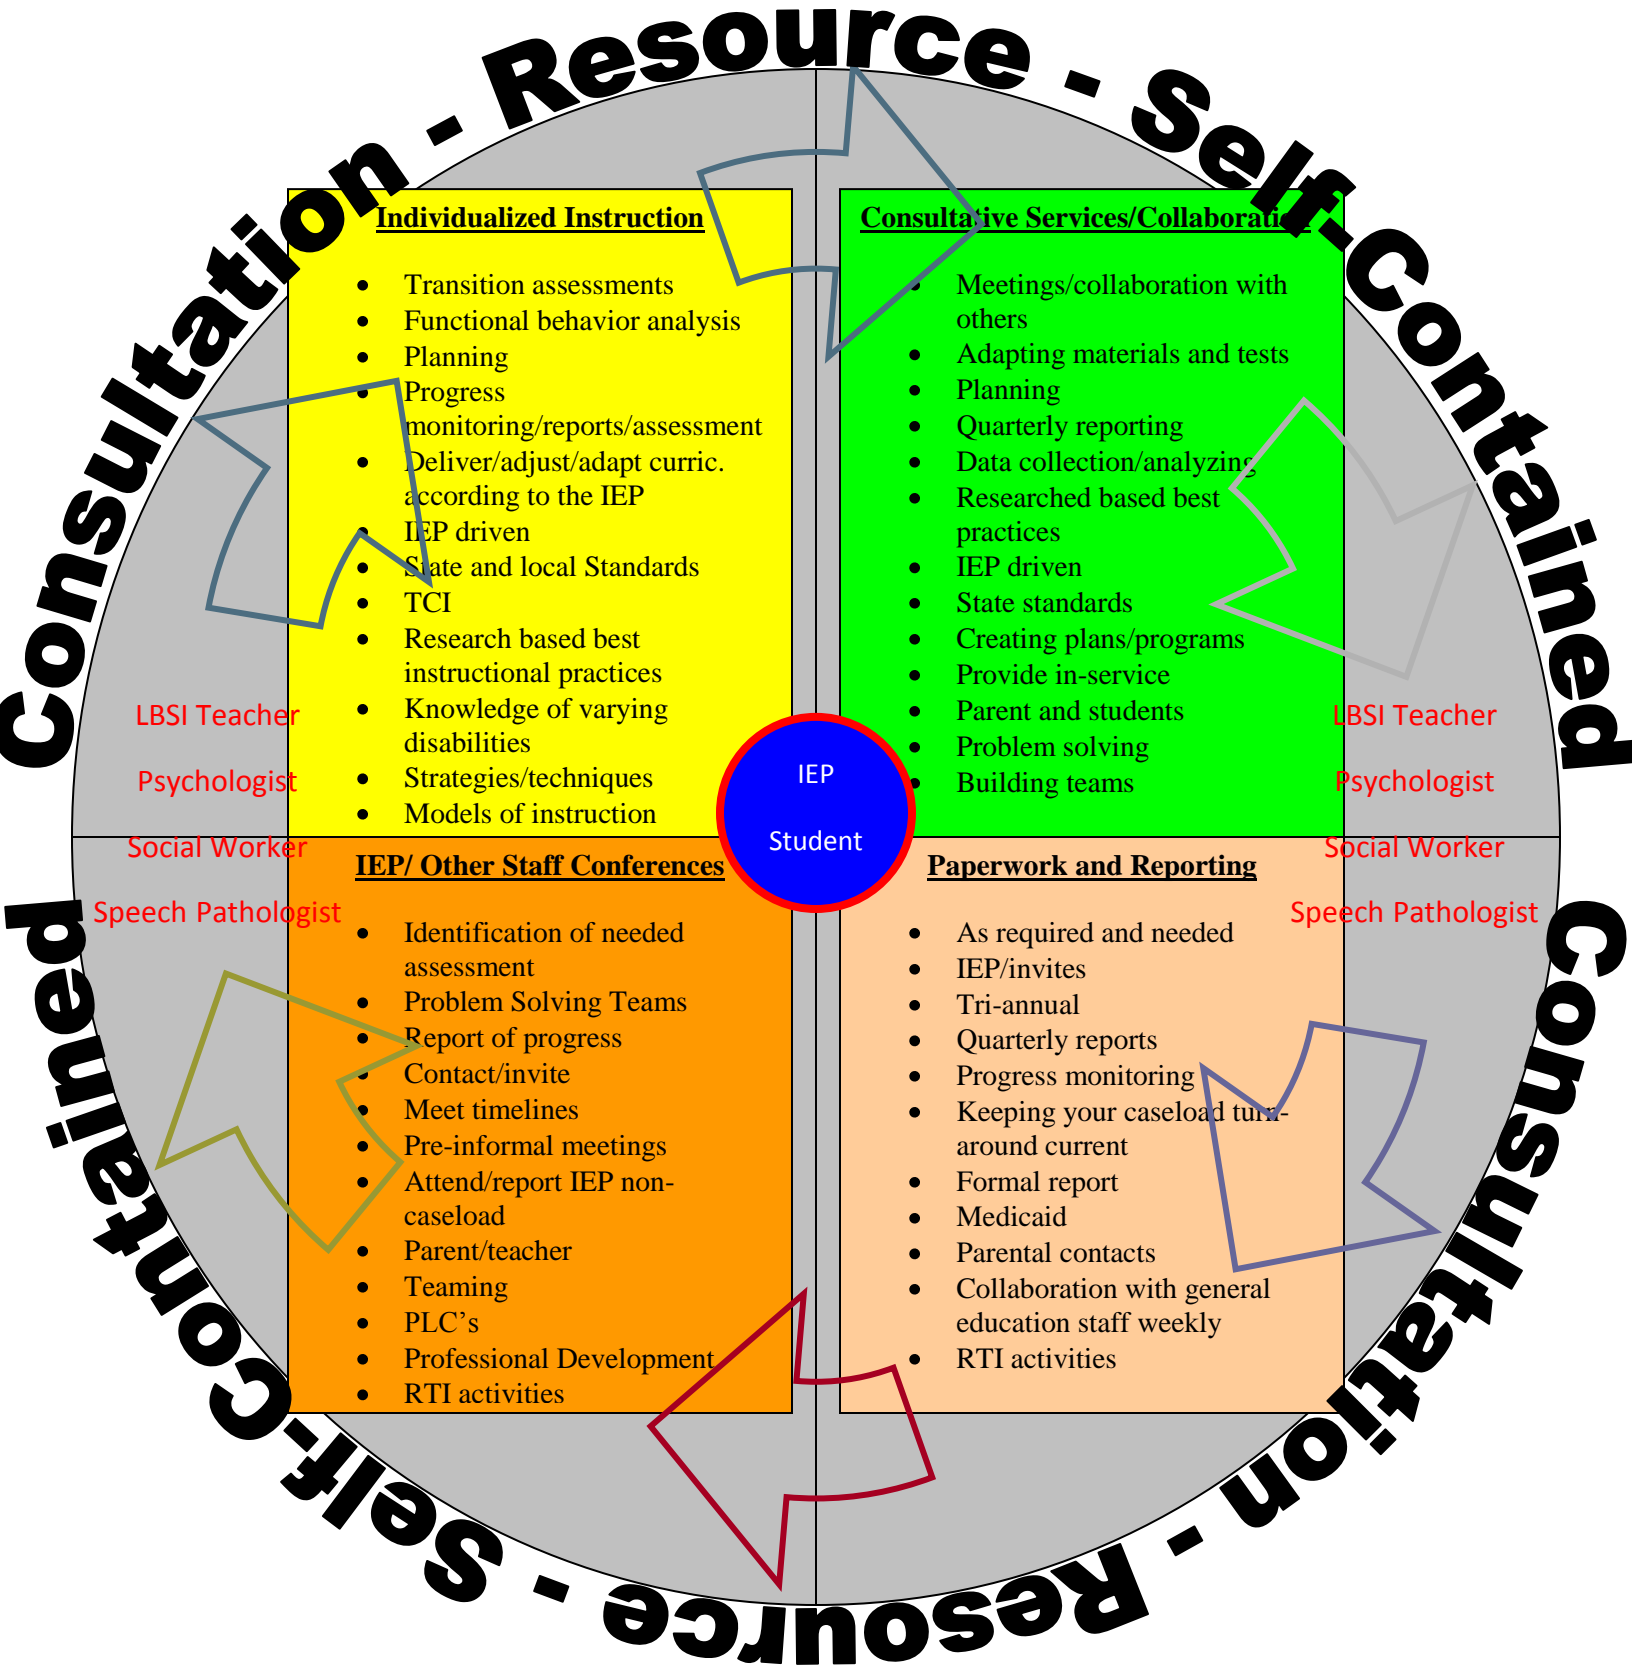 Consultation - Resource - Self-Contained
Individualized Instruction
• Transition assessments
• Functional behavior analysis
• Planning
• Progress
monitoring/reports/assessment
• Deliver/adjust/adapt curric.
according to the IEP
• IEP driven
• State and local Standards
• TCI
• Research based best
instructional practices
• Knowledge of varying
disabilities
• Strategies/techniques
• Models of instruction
Consultative Services/Collaboration
• Meetings/collaboration with
others
• Adapting materials and tests
• Planning
• Quarterly reporting
• Data collection/analyzing
• Researched based best
practices
• IEP driven
• State standards
• Creating plans/programs
• Provide in-service
• Parent and students
• Problem solving
• Building teams
LBSI Teacher
Psychologist
Social Worker
Speech Pathologist
IEP
Student
LBSI Teacher
Psychologist
Social Worker
Speech Pathologist
IEP/ Other Staff Conferences
• Identification of needed
assessment
• Problem Solving Teams
• Report of progress
• Contact/invite
• Meet timelines
• Pre-informal meetings
• Attend/report IEP non-
caseload
• Parent/teacher
• Teaming
• PLC’s
• Professional Development
• RTI activities
Paperwork and Reporting
• As required and needed
• IEP/invites
• Tri-annual
• Quarterly reports
• Progress monitoring
• Keeping your caseload turn-
around current
• Formal report
• Medicaid
• Parental contacts
• Collaboration with general
education staff weekly
• RTI activities
Consultation - Resource - Self-Contained